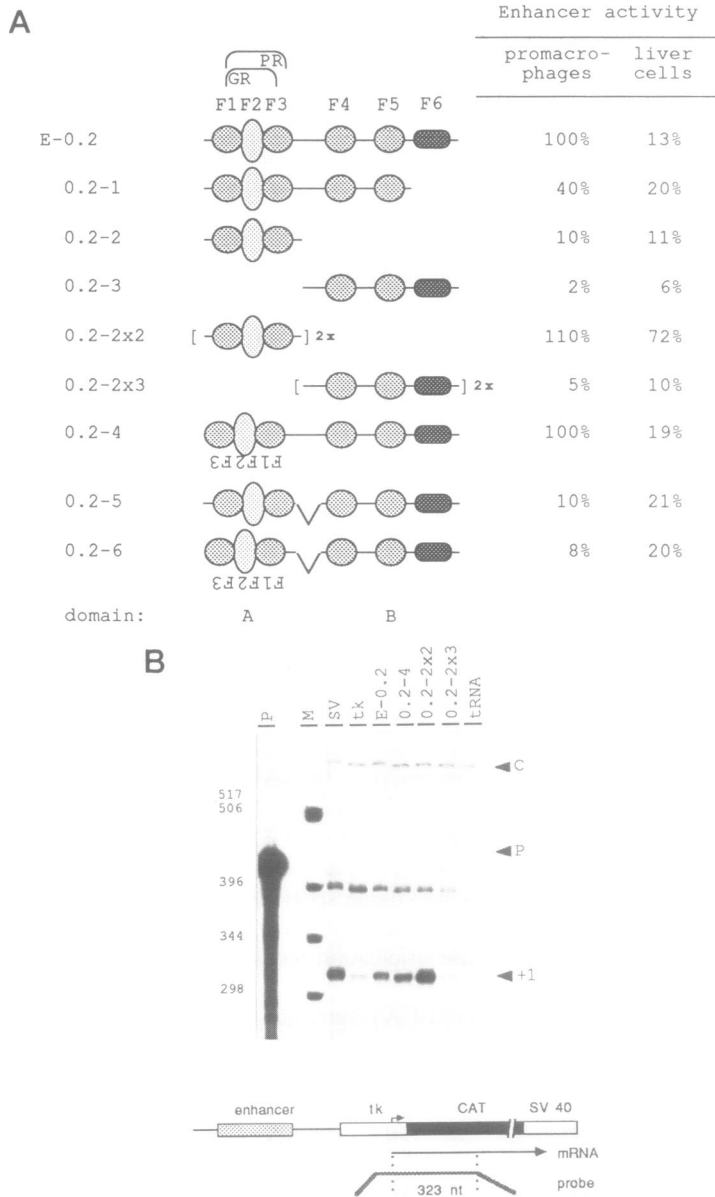 A
Enhancer activity
promacro-
phages
liver
cells
PR
GR
F1 F2 F3 F4 F5 F6
E-0.2 100% 13%
0.2-1 40% 20%
0.2-2 10% 11%
0.2-3 2% 6%
0.2-2x2 [ ] 2x 110% 72%
0.2-2x3 [ ] 2x 5% 10%
0.2-4 100% 19%
F1F2F3
0.2-5 10% 21%
0.2-6 8% 20%
F1F2F3
domain: A B
B
P
M
SV
tk
E-0.2
0.2-4
0.2-2x2
0.2-2x3
tRNA
C
517
506
P
396
344
+1
298
enhancer tk CAT SV 40
mRNA
323 nt probe